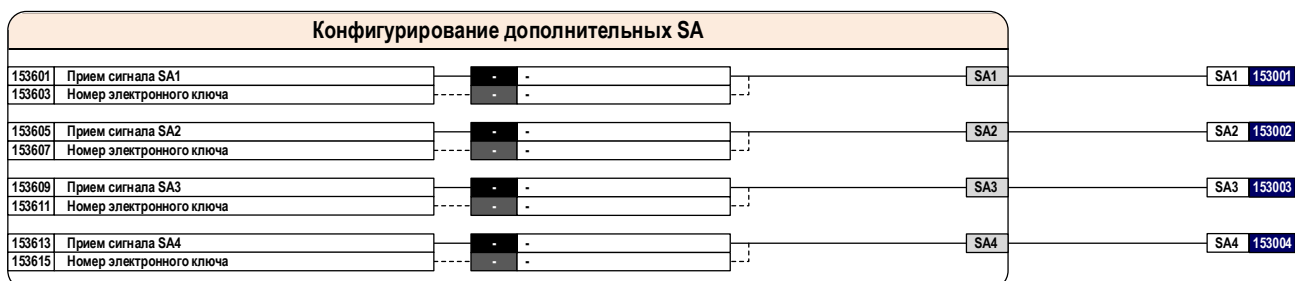 Конфигурирование дополнительных SA
153601 Прием сигнала SA1 - - SA1 SA1 153001
153603 Номер электронного ключа - -
153605 Прием сигнала SA2 - - SA2 SA2 153002
153607 Номер электронного ключа - -
153609 Прием сигнала SA3 - - SA3 SA3 153003
153611 Номер электронного ключа - -
153613 Прием сигнала SA4 - - SA4 SA4 153004
153615 Номер электронного ключа - -